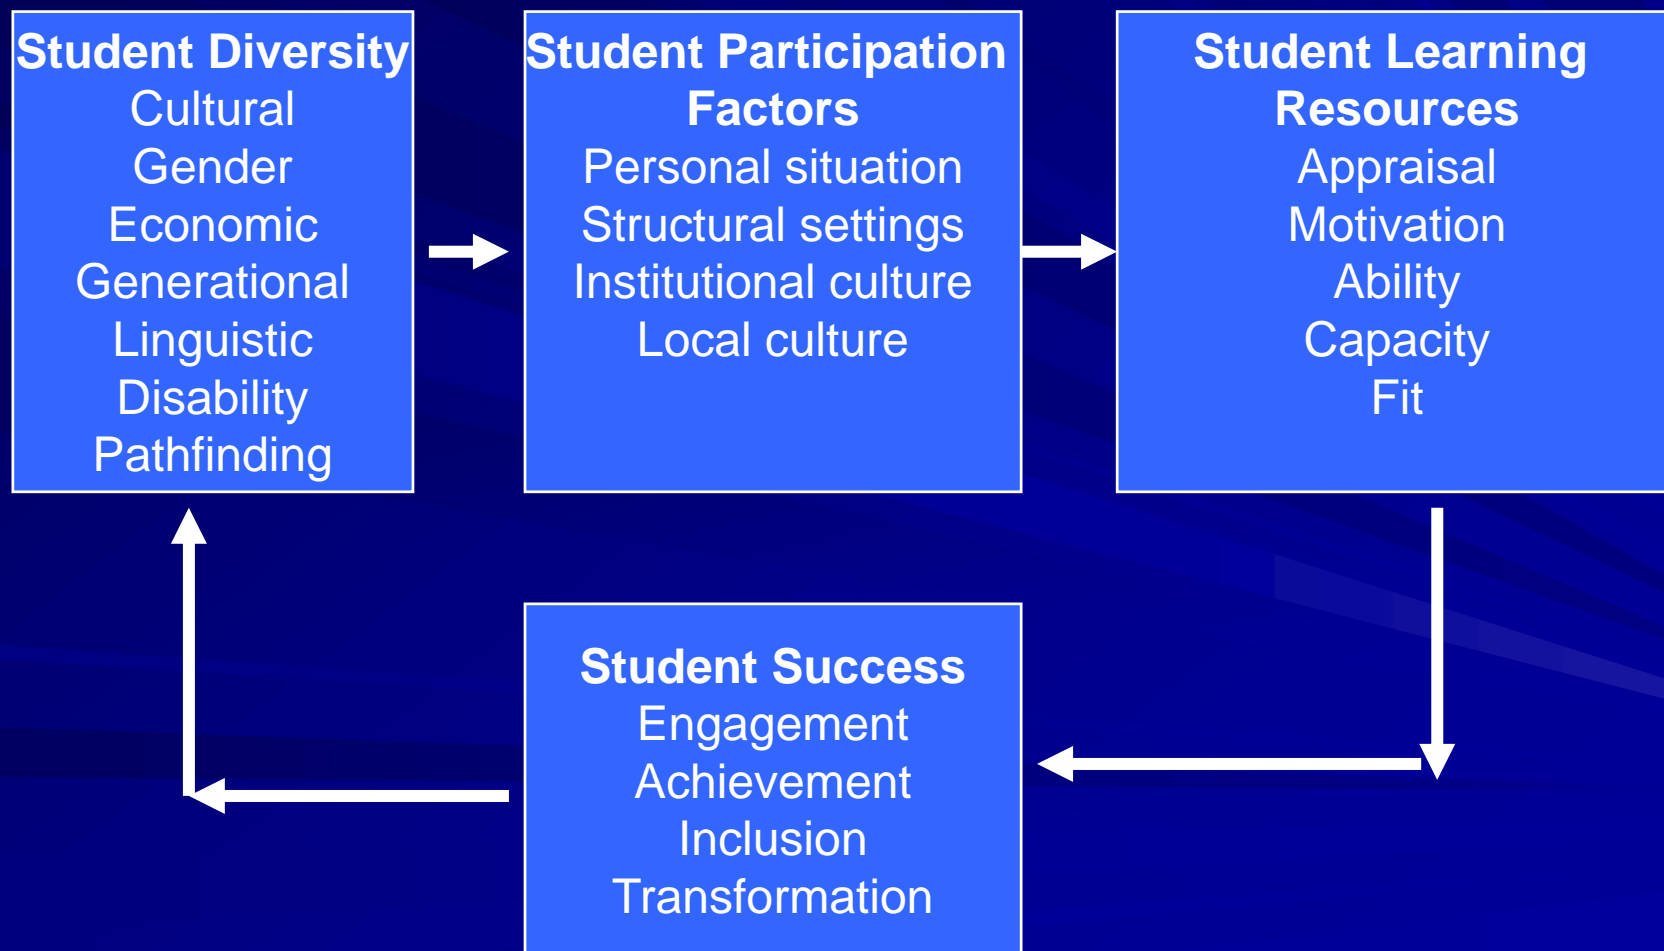 Student Diversity
Cultural
Gender
Economic
Generational
Linguistic
Disability
Pathfinding
Student Participation
Factors
Personal situation
Structural settings
Institutional culture
Local culture
Student Learning
Resources
Appraisal
Motivation
Ability
Capacity
Fit
Student Success
Engagement
Achievement
Inclusion
Transformation